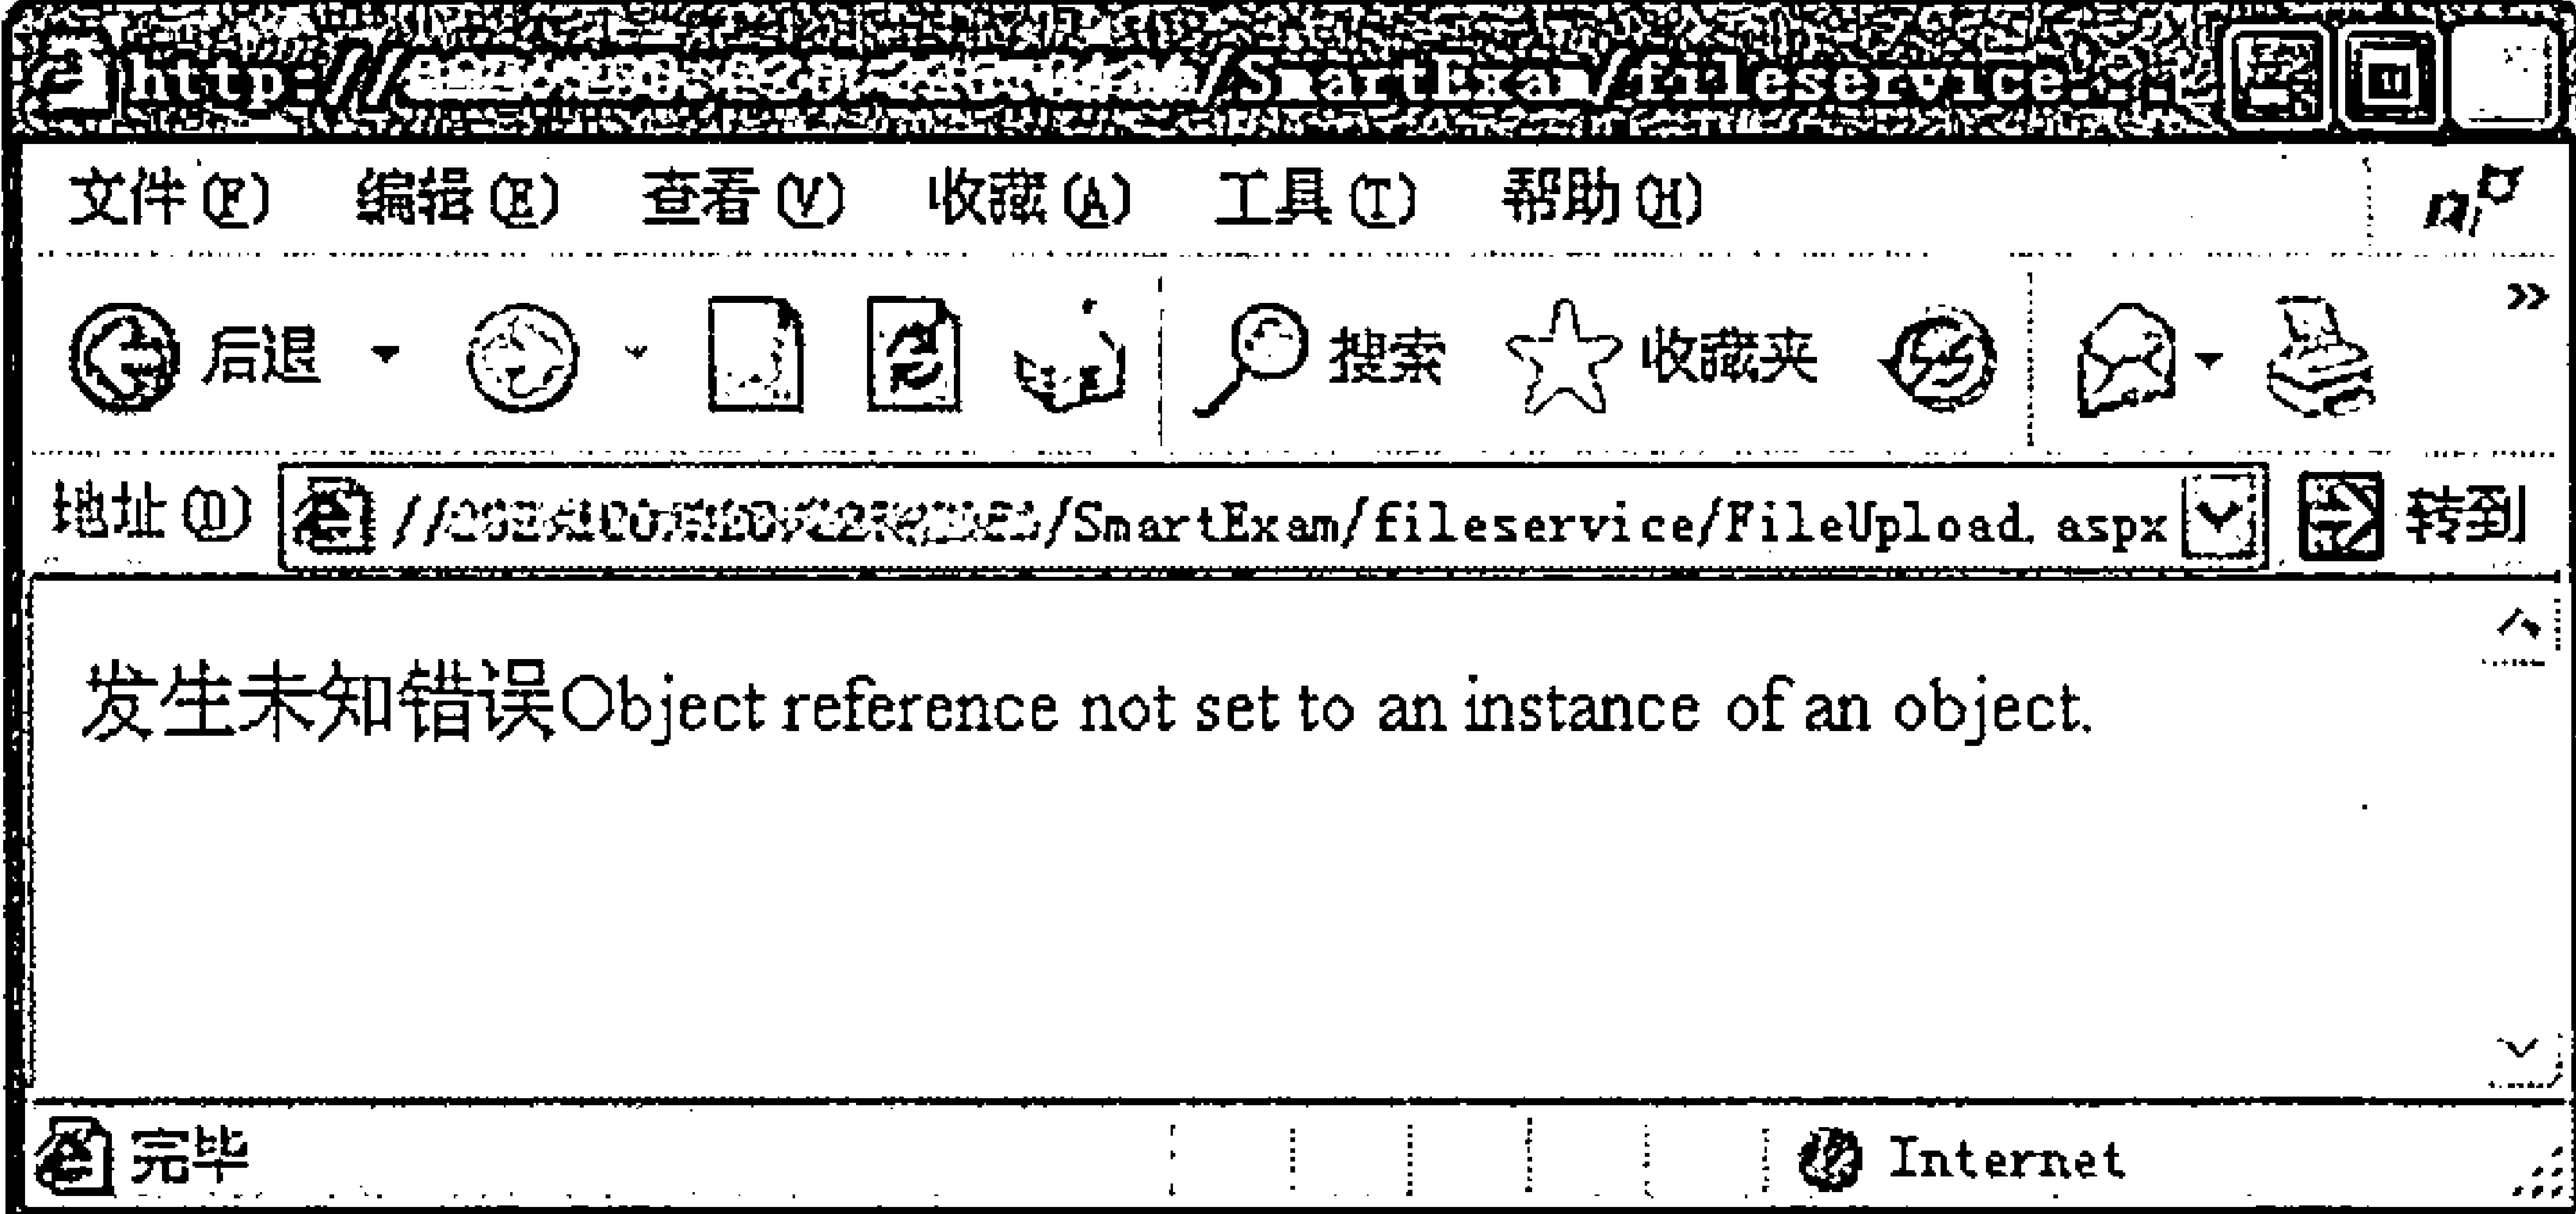 http://
/SmartExam/fileservice...
文件(F) 编辑(E) 查看(V) 收藏(A) 工具(T) 帮助(H)
后退 搜索 收藏夹 »
地址(D) // /SmartExam/fileservice/FileUpload.aspx 转到
发生未知错误Object reference not set to an instance of an object.
完毕 Internet